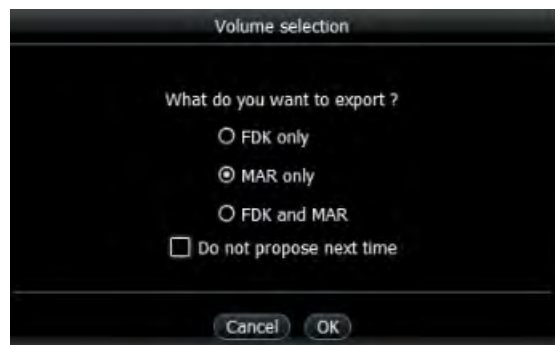 Volume selection
What do you want to export ?
FDK only
MAR only
FDK and MAR
Do not propose next time
Cancel OK